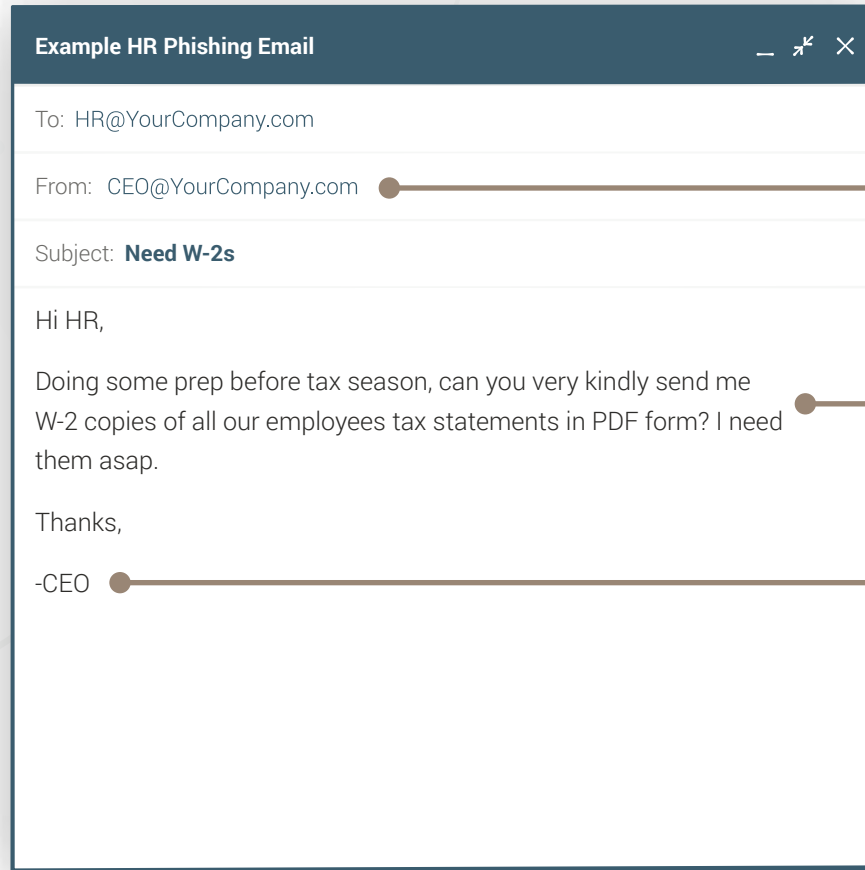 Example HR Phishing Email
To: HR@YourCompany.com
From: CEO@YourCompany.com
Subject: Need W-2s
Hi HR,
Doing some prep before tax season, can you very kindly send me
W-2 copies of all our employees tax statements in PDF form? I need
them asap.
Thanks,
-CEO